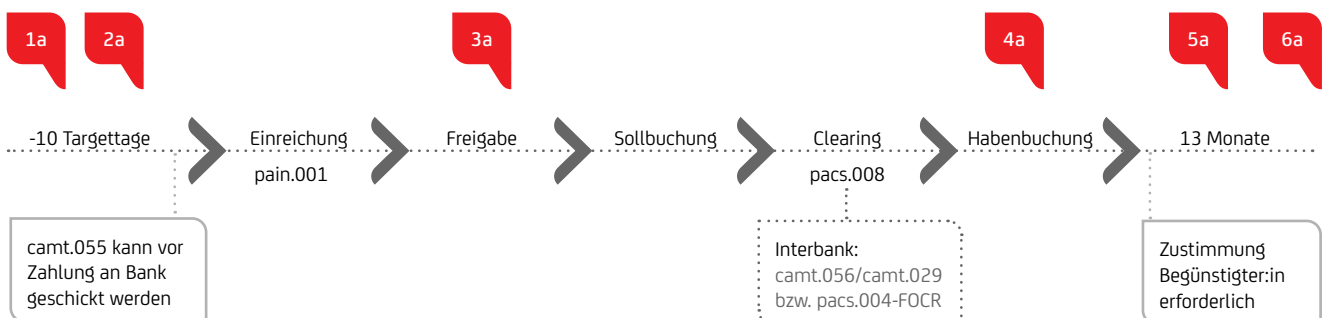 1a
2a
3a
4a
5a
6a
-10 Targettage
Einreichung
Freigabe
Sollbuchung
Clearing
Habenbuchung
13 Monate
pain.001
pacs.008
camt.055 kann vor
Zahlung an Bank
geschickt werden
Interbank:
camt.056/camt.029
bzw. pacs.004-FOCR
Zustimmung
Begünstigter:in
erforderlich